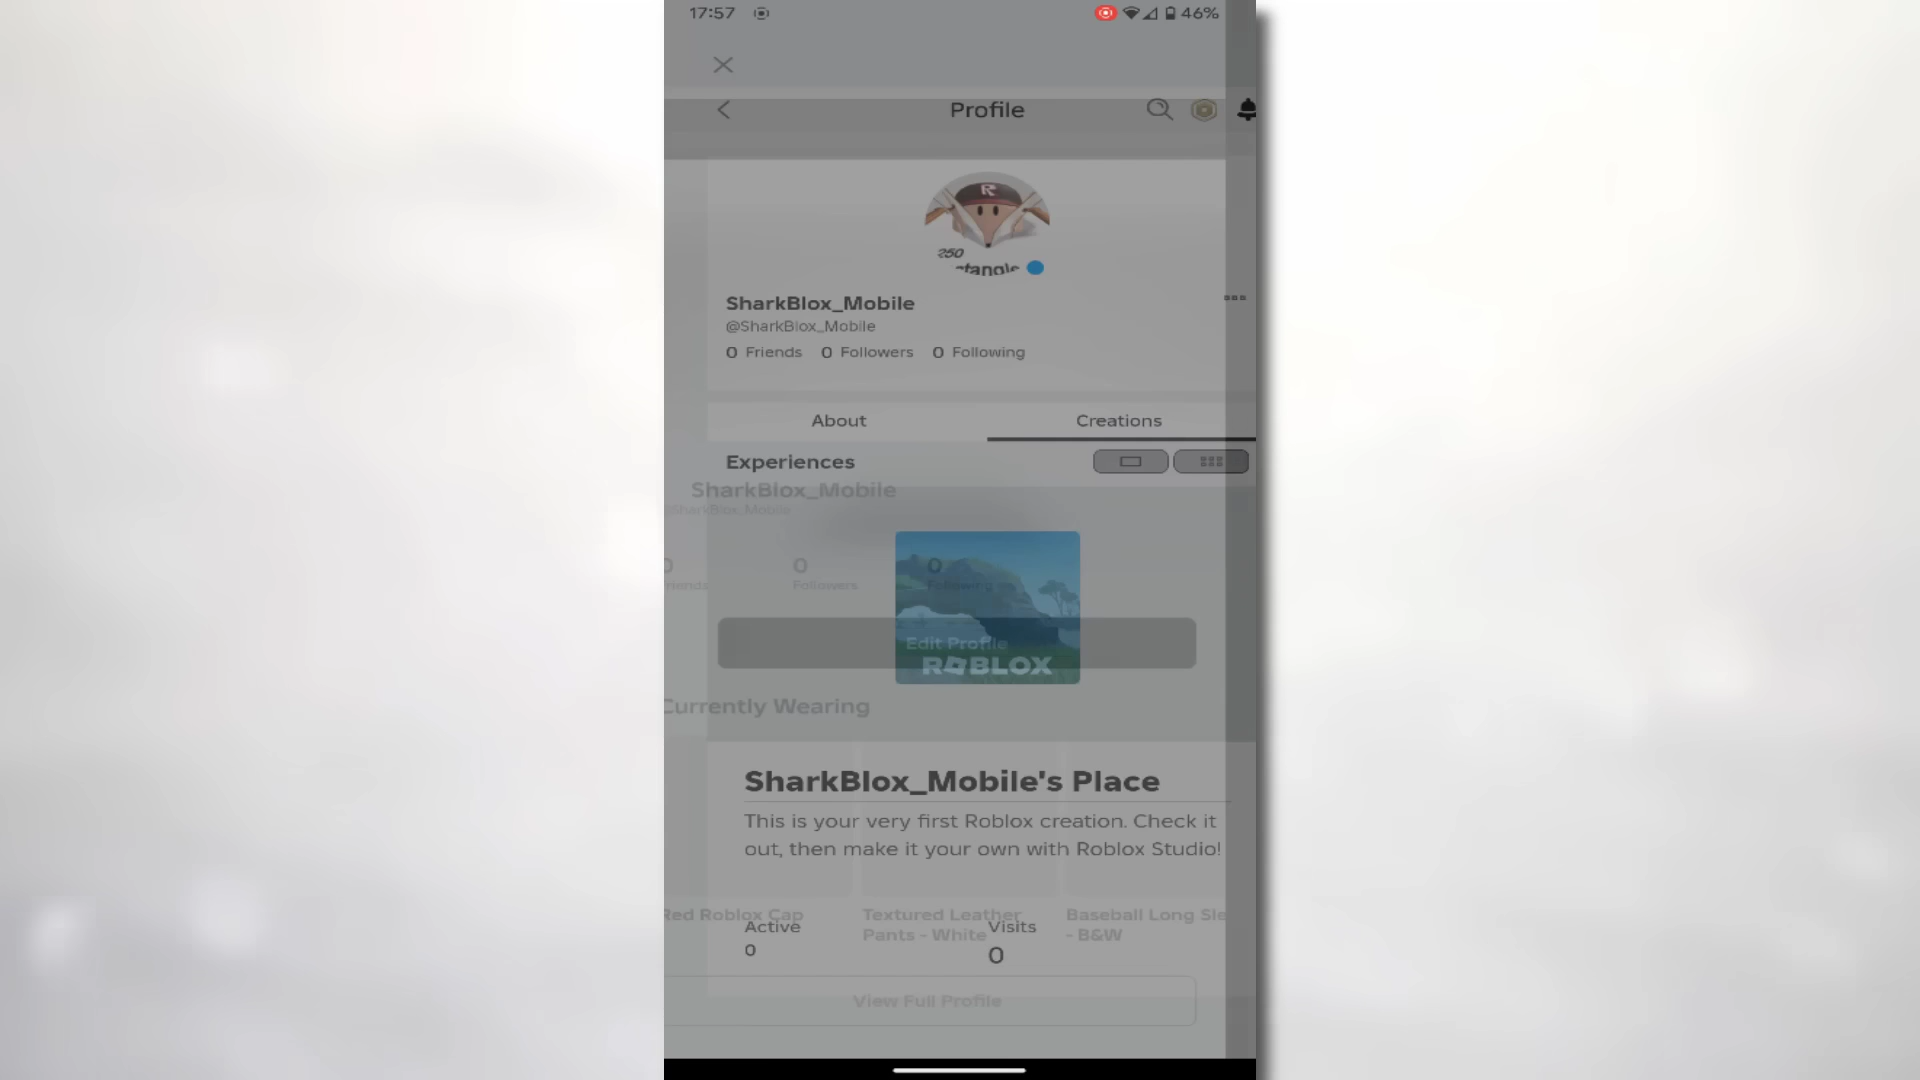 17:57
46%
Profile
R
250
SharkBlox_Mobile
@SharkBlox_Mobile
0 Friends 0 Followers 0 Following
About Creations
Experiences
SharkBlox_Mobile
@SharkBlox_Mobile
0 0 0
Friends Followers Following
Edit Profile
ROBLOX
Currently Wearing
SharkBlox_Mobile's Place
This is your very first Roblox creation. Check it
out, then make it your own with Roblox Studio!
Red Roblox Cap
Textured Leather
Pants - White
Baseball Long Sle
- B&W
Active
0
Visits
0
View Full Profile